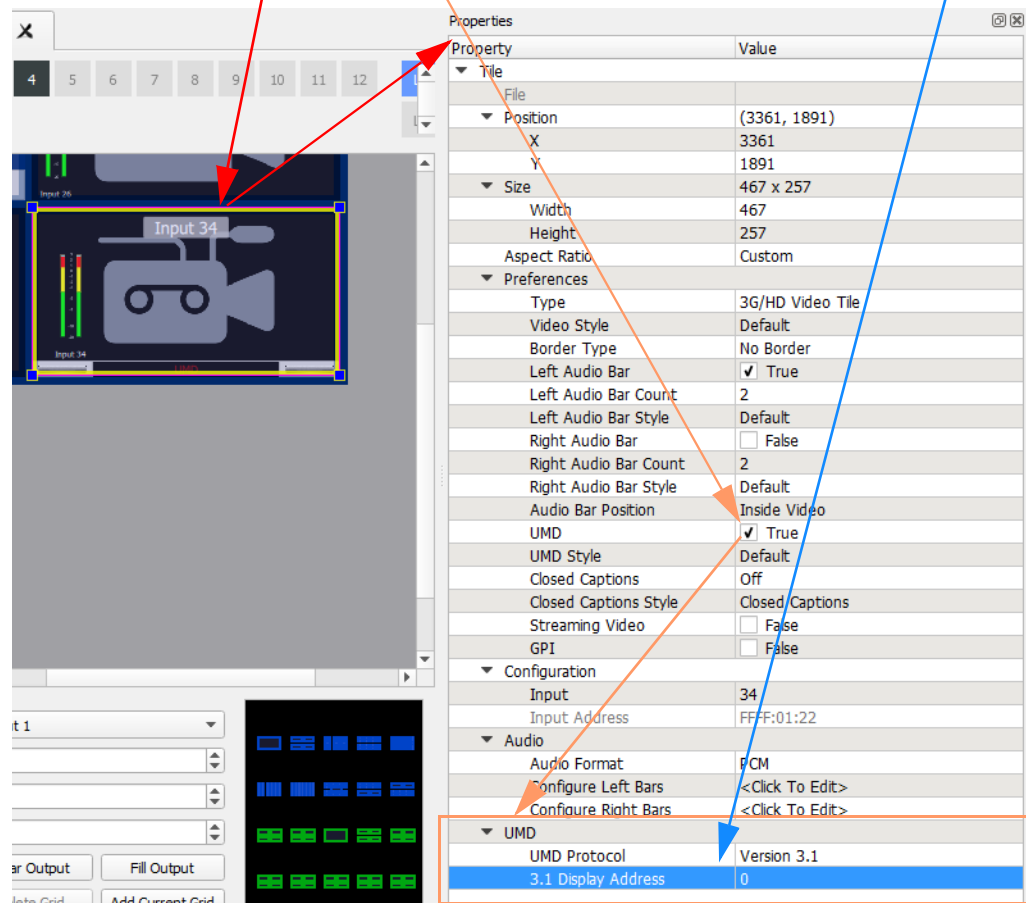 Properties
Property Value
Tile
File
Position (3361, 1891)
X 3361
Y 1891
Size 467 x 257
Width 467
Height 257
Aspect Ratio Custom
Preferences
Type 3G/HD Video Tile
Video Style Default
Border Type No Border
Left Audio Bar True
Left Audio Bar Count 2
Left Audio Bar Style Default
Right Audio Bar False
Right Audio Bar Count 2
Right Audio Bar Style Default
Audio Bar Position Inside Video
UMD True
UMD Style Default
Closed Captions Off
Closed Captions Style Closed Captions
Streaming Video False
GPI False
Configuration
Input 34
Input Address FFFF:01:22
Audio
Audio Format PCM
Configure Left Bars <Click To Edit>
Configure Right Bars <Click To Edit>
UMD
UMD Protocol Version 3.1
3.1 Display Address 0
4 5 6 7 8 9 10 11 12
Input 26
Input 34
Input 34
UMD
t 1
ar Output Fill Output
Grid Add Current Grid